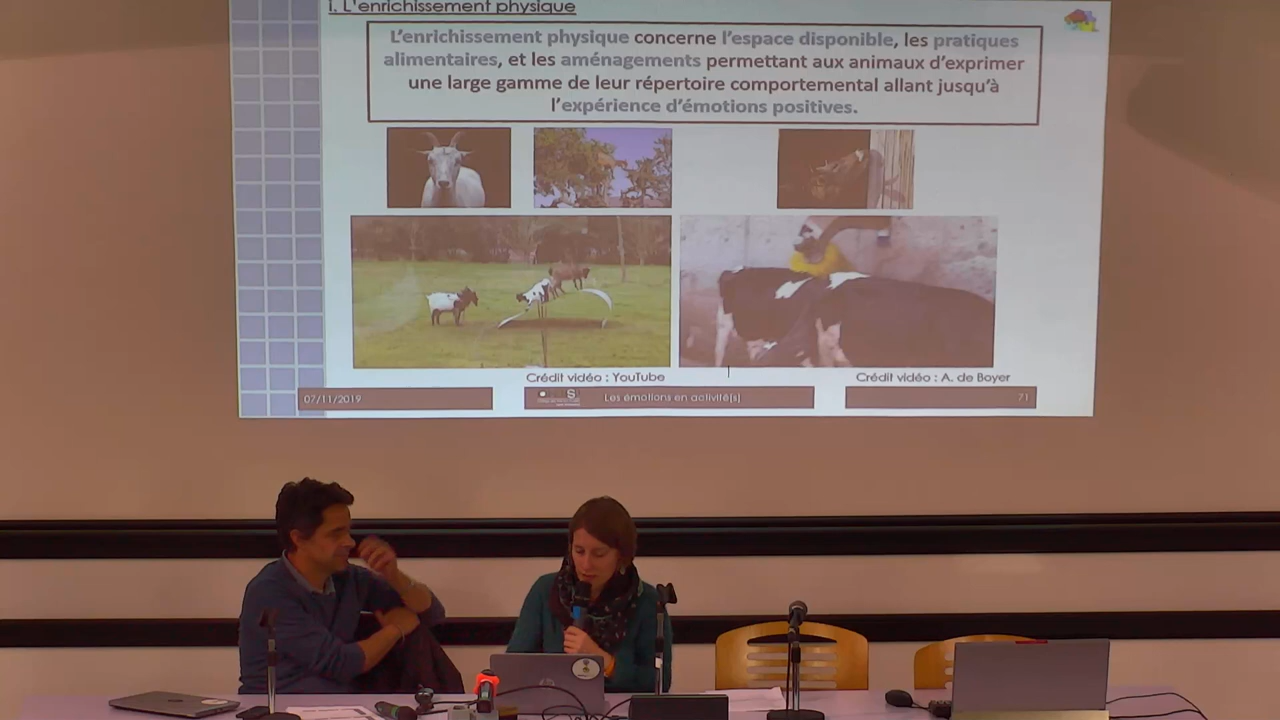 i. L'enrichissement physique
L'enrichissement physique concerne l'espace disponible, les pratiques
alimentaires, et les aménagements permettant aux animaux d'exprimer
une large gamme de leur répertoire comportemental allant jusqu'à
l'expérience d'émotions positives.
Crédit vidéo : YouTube
Crédit vidéo : A. de Boyer
07/11/2019
Les émotions en activité[s]
71